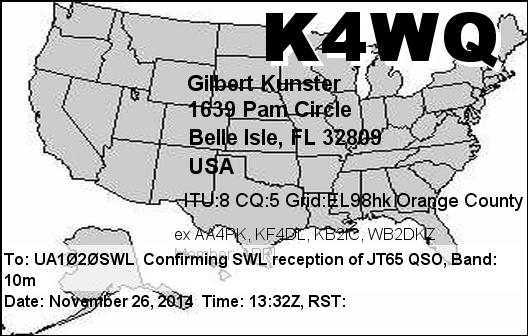 K4WQ
Gilbert Kunster
1639 Pam Circle
Belle Isle, FL 32809
USA
ITU:8 CQ:5 Grid:EL98hk Orange County
ex AA4PK, KF4DL, KB2IC, WB2DKZ
To: UA1Ø2ØSWL Confirming SWL reception of JT65 QSO, Band:
10m
Date: November 26, 2014 Time: 13:32Z, RST: